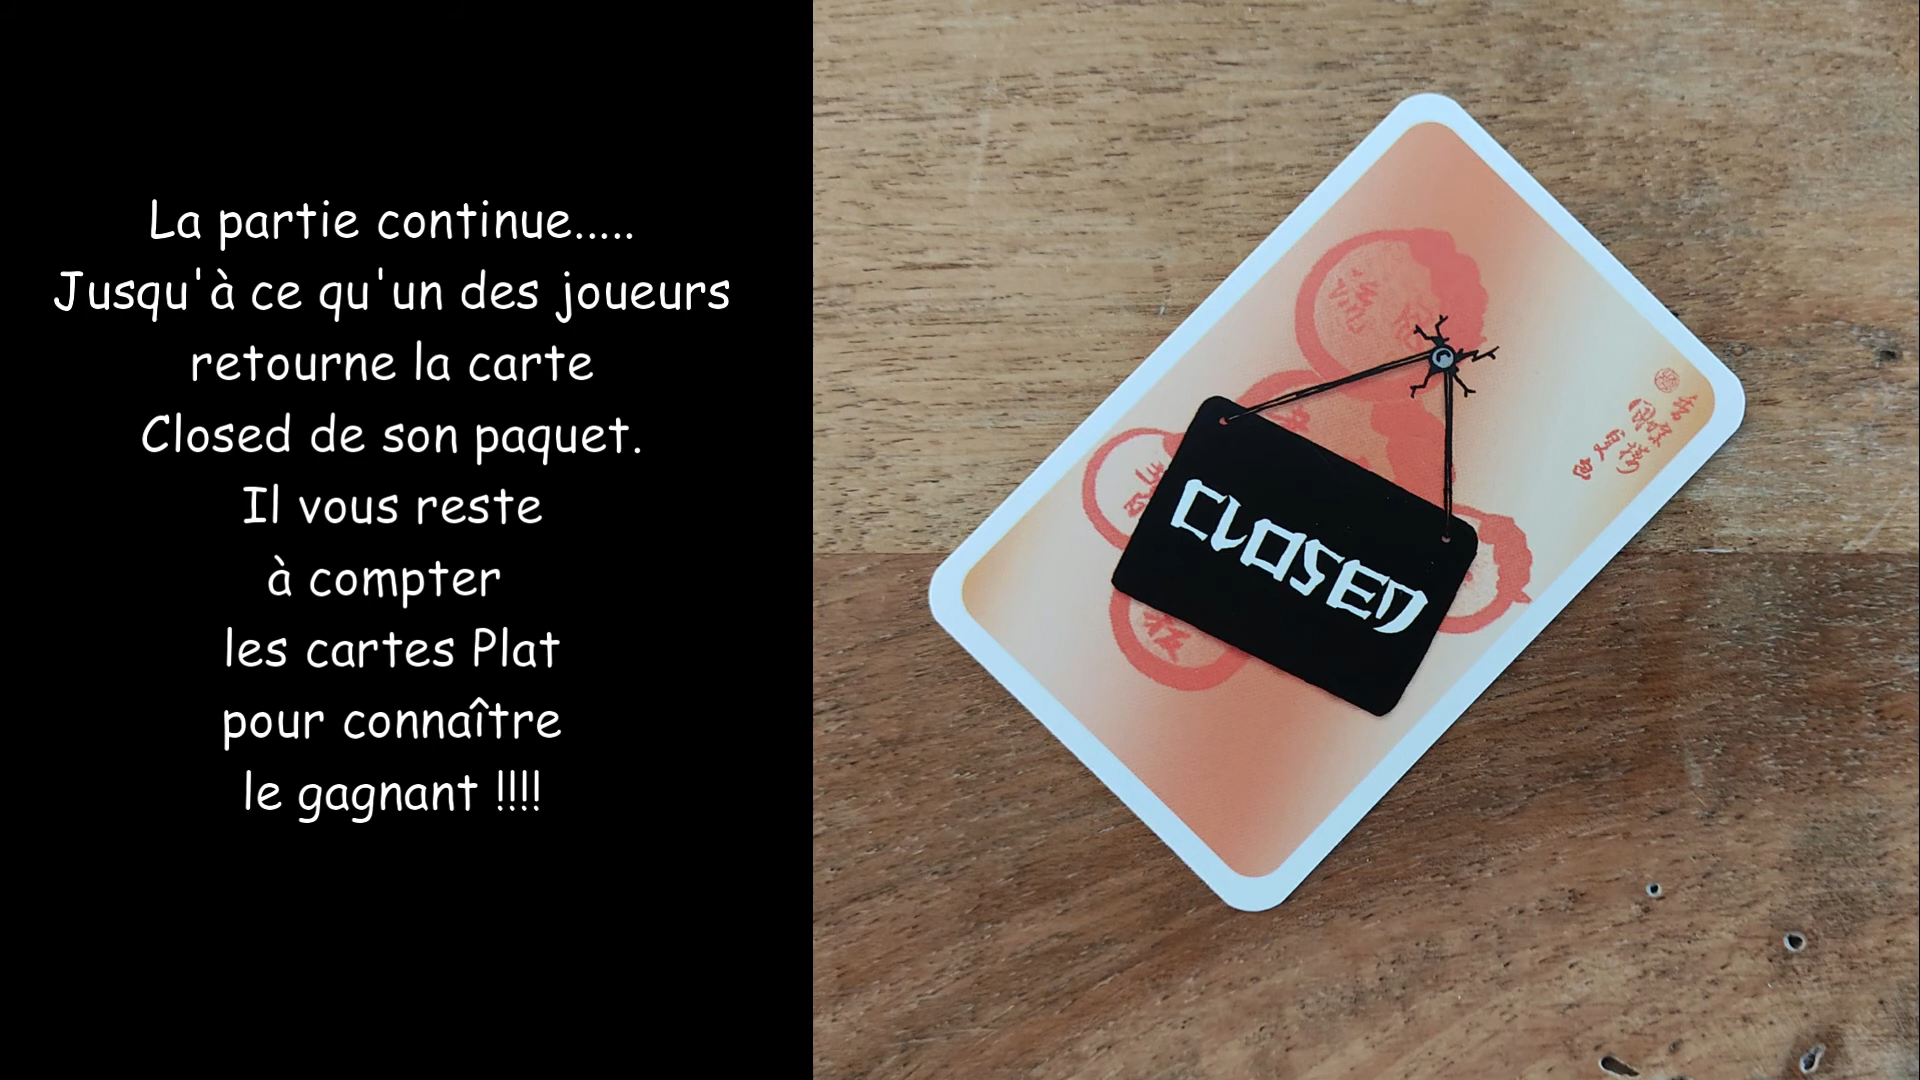 La partie continue.....
Jusqu'à ce qu'un des joueurs
retourne la carte
Closed de son paquet.
Il vous reste
à compter
les cartes Plat
pour connaître
le gagnant !!!!
CLOSED